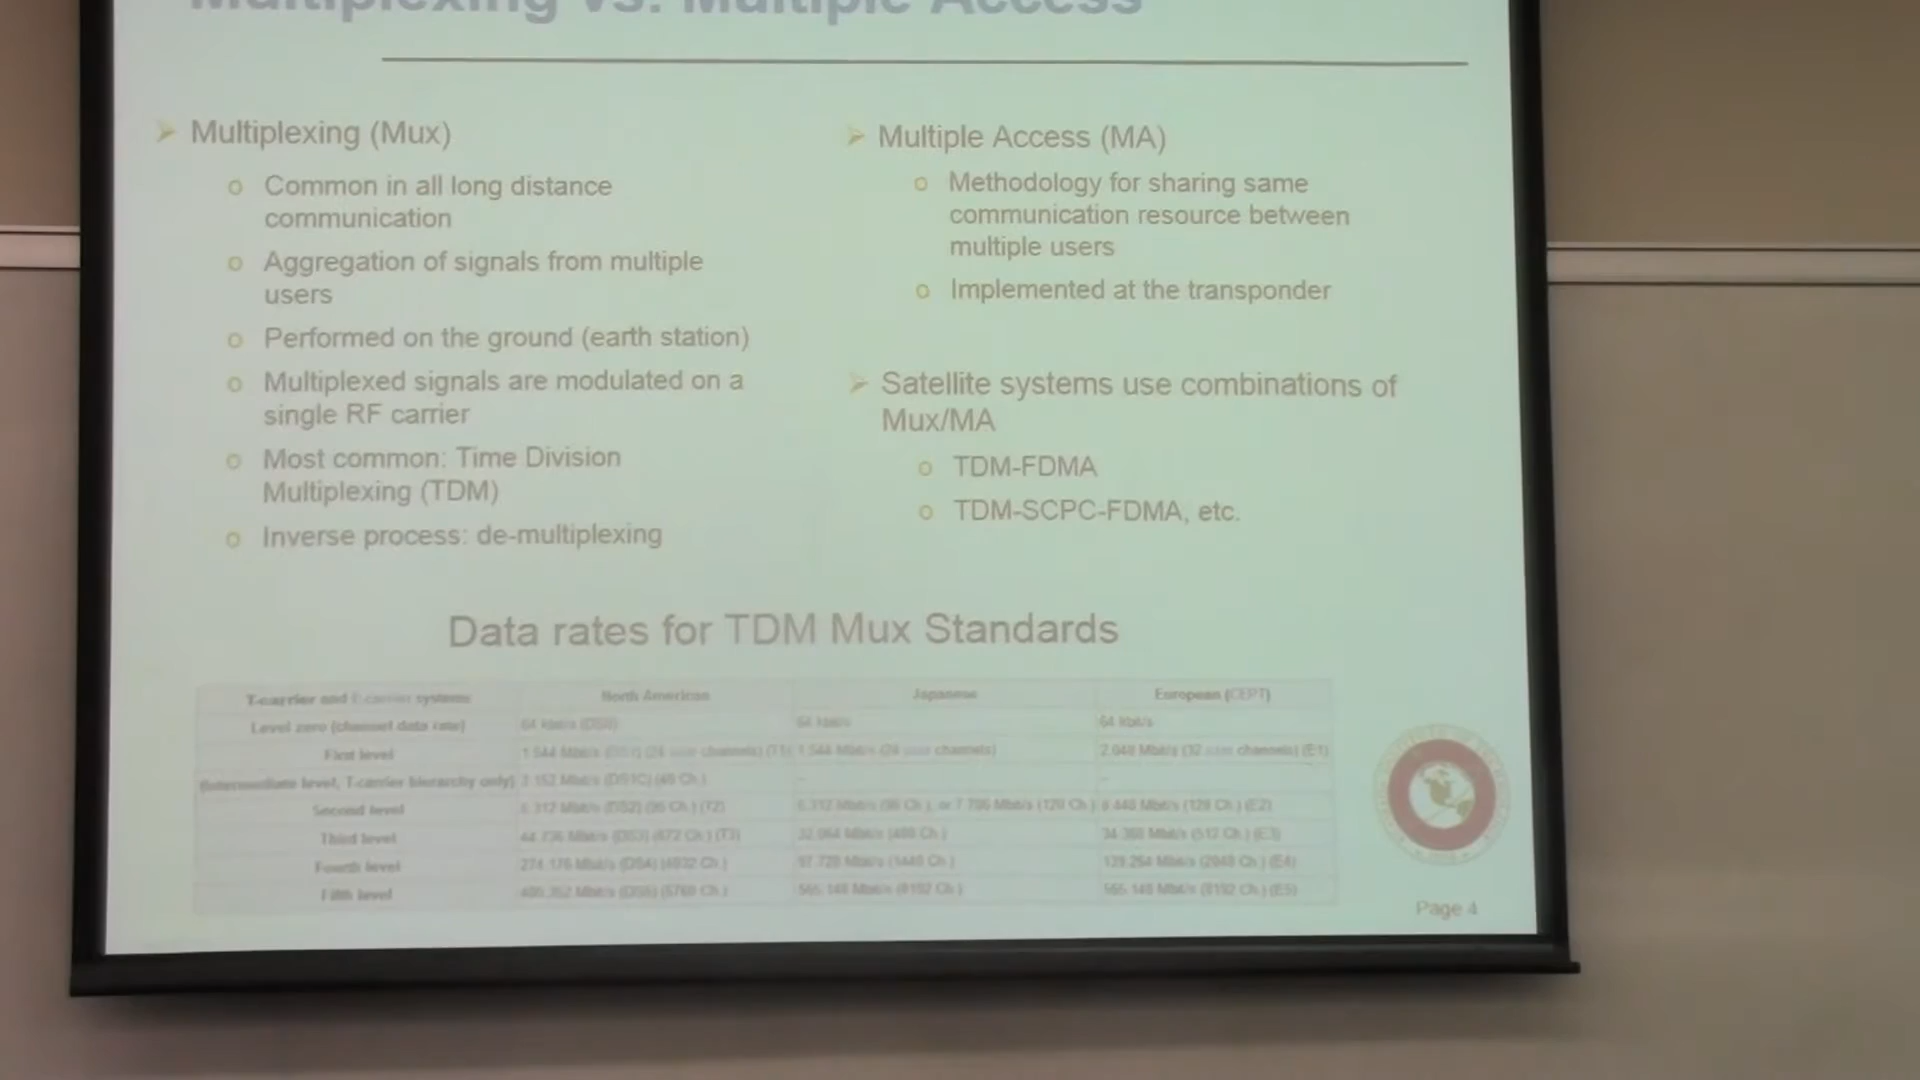 Multiplexing vs. Multiple Access
Multiplexing (Mux)
Common in all long distance
communication
Aggregation of signals from multiple
users
Performed on the ground (earth station)
Multiplexed signals are modulated on a
single RF carrier
Most common: Time Division
Multiplexing (TDM)
Inverse process: de-multiplexing
Multiple Access (MA)
Methodology for sharing same
communication resource between
multiple users
Implemented at the transponder
Satellite systems use combinations of
Mux/MA
TDM-FDMA
TDM-SCPC-FDMA, etc.
Data rates for TDM Mux Standards
T-carrier and systems North American Japanese European (CEPT)
Level zero (channel data rate) 64 kbit/s (DS0) 64 kbit/s 64 kbit/s
First level 1.544 Mbit/s channels) 1.544 Mbit/s (24 channels) 2.048 Mbit/s (32 channels) (E1)
(Intermediate level, T-carrier hierarchy only) 3.152 Mbit/s (DS1C) (48 Ch.) – –
Second level 6.312 Mbit/s (DS2) (96 Ch.) (T2) 6.312 Mbit/s (96 Ch.), or 7.786 Mbit/s (120 Ch.) 8.448 Mbit/s (128 Ch.) (E2)
Third level 44.736 Mbit/s (DS3) (672 Ch.) (T3) 32.064 Mbit/s (480 Ch.) 34.368 Mbit/s (512 Ch.) (E3)
Fourth level 274.176 Mbit/s (DS4) (4032 Ch.) 97.728 Mbit/s (1440 Ch.) 139.264 Mbit/s (2048 Ch.) (E4)
Fifth level 400.352 Mbit/s (DS5) (5760 Ch.) 565.148 Mbit/s (8192 Ch.) 565.148 Mbit/s (8192 Ch.) (E5)
Page 4